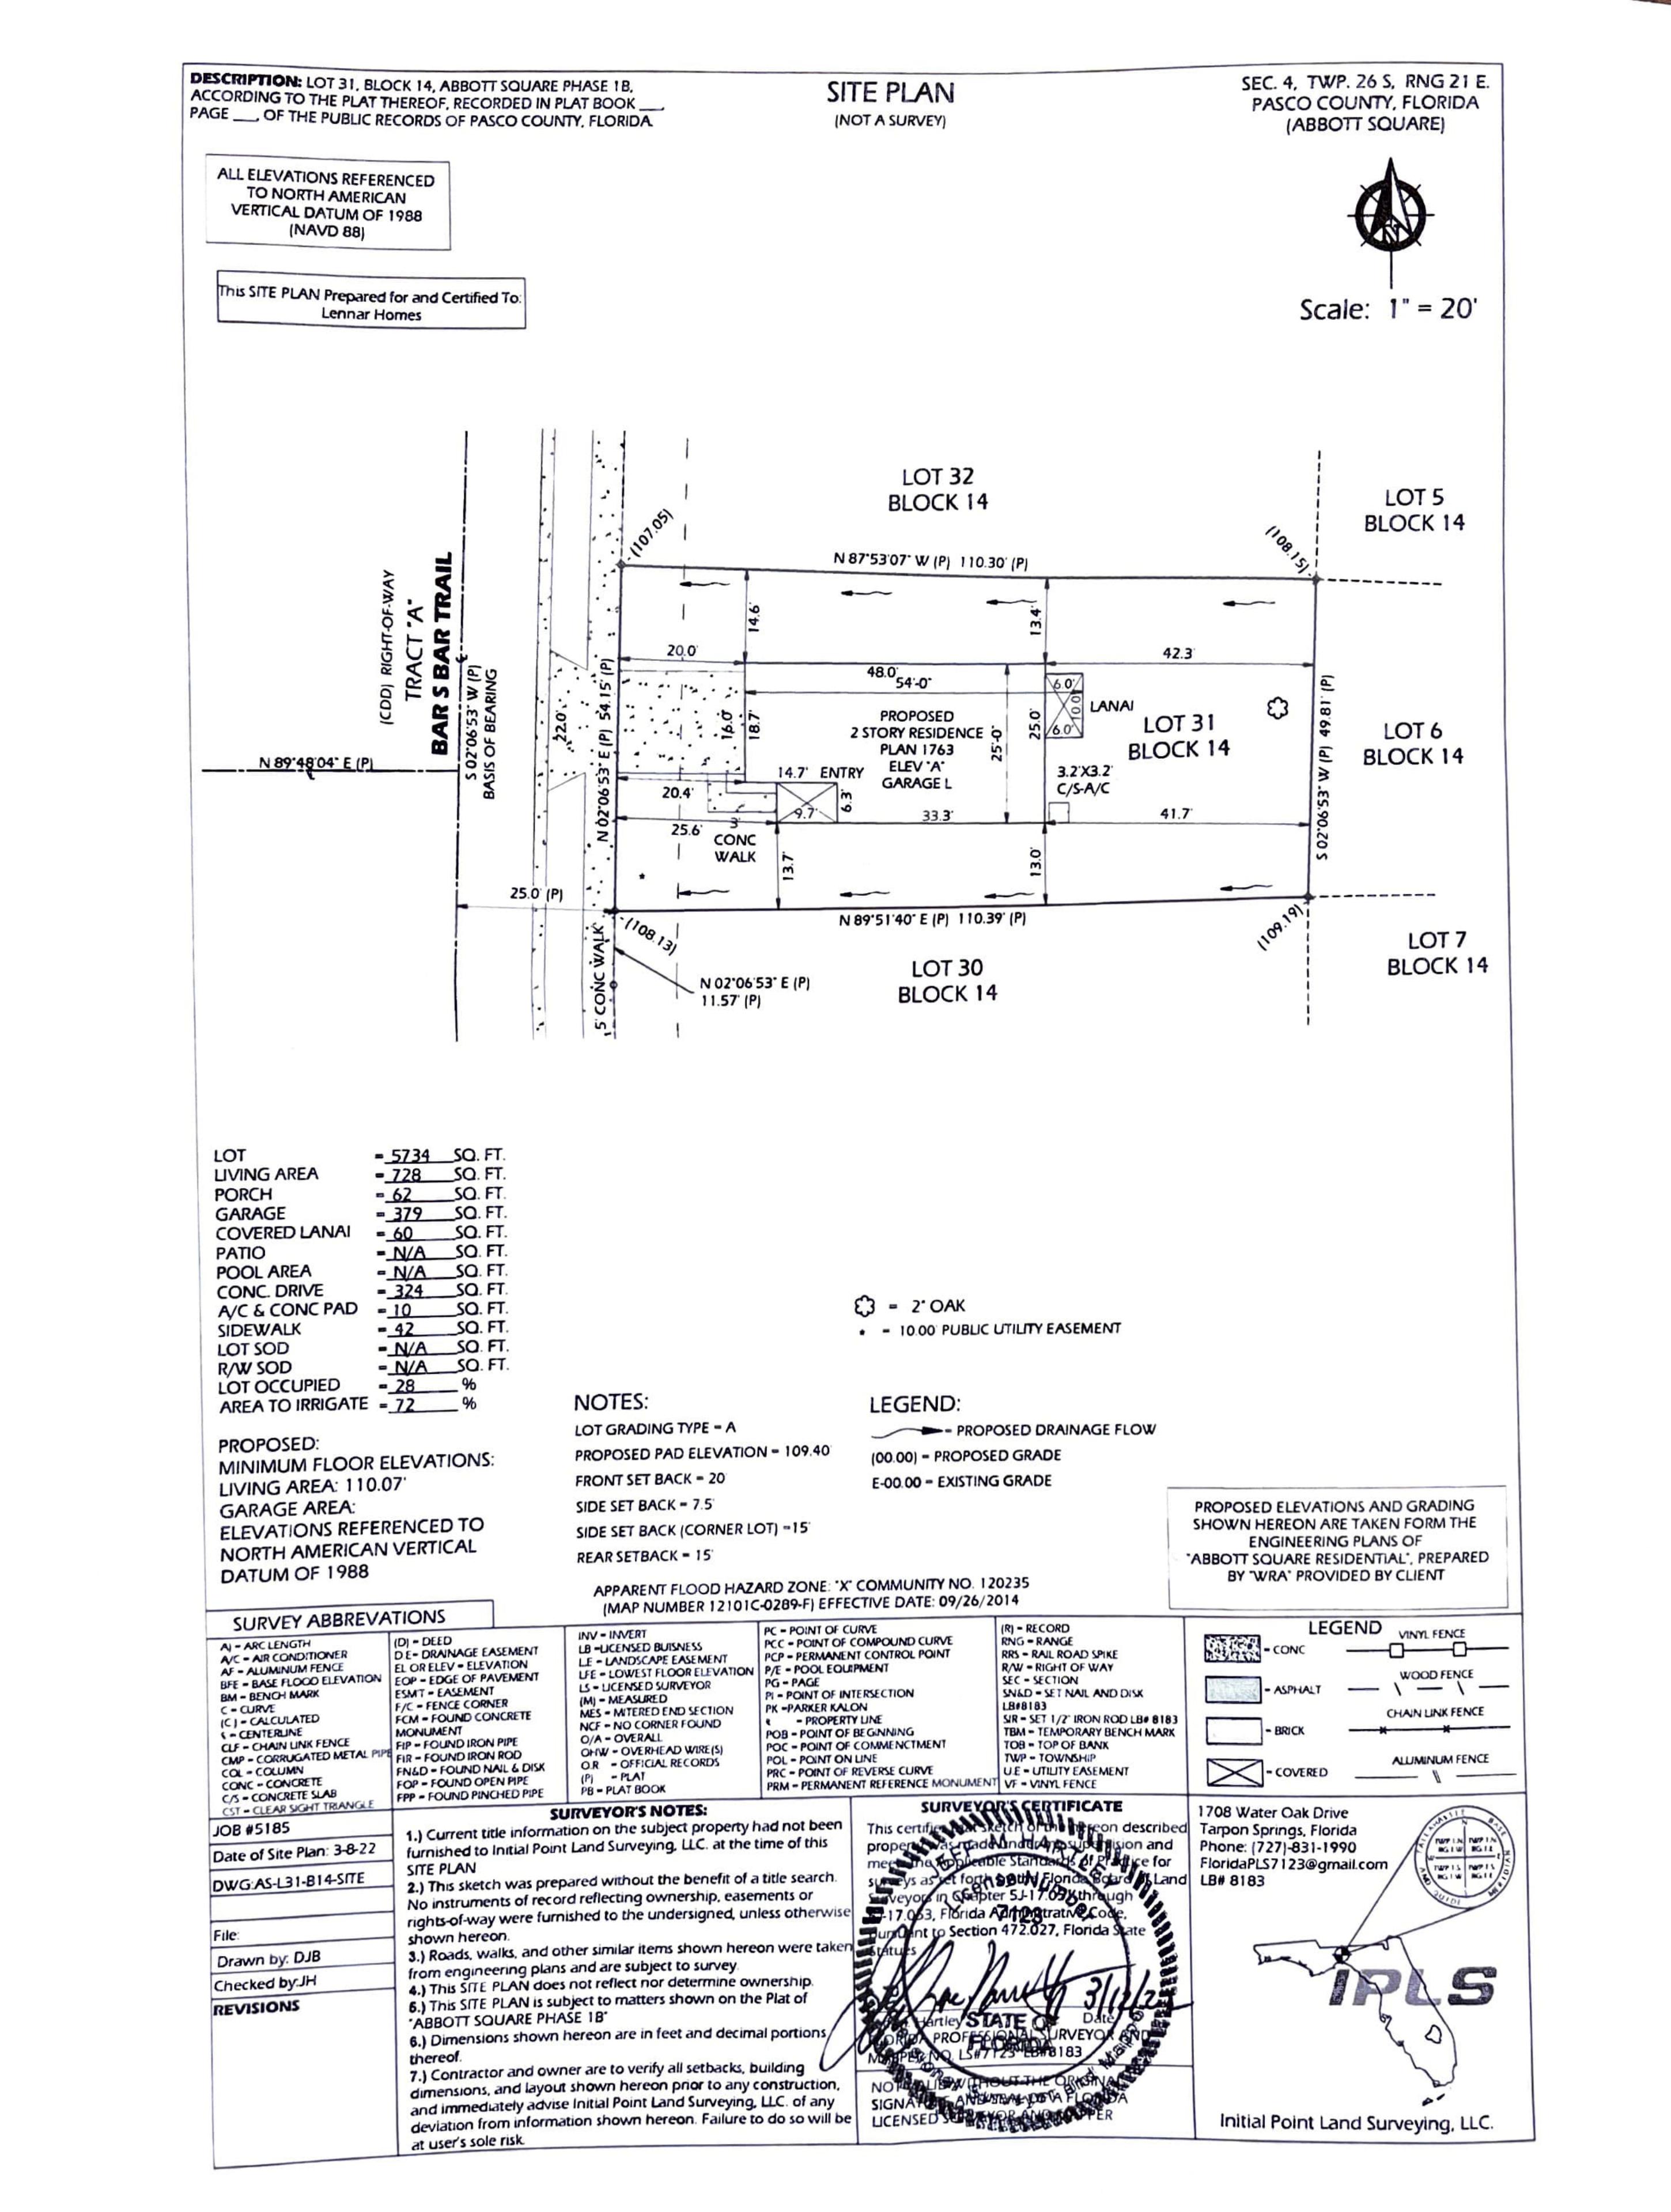 DESCRIPTION: LOT 31, BLOCK 14, ABBOTT SQUARE PHASE 1B,
ACCORDING TO THE PLAT THEREOF, RECORDED IN PLAT BOOK ___
PAGE ___, OF THE PUBLIC RECORDS OF PASCO COUNTY, FLORIDA.
SITE PLAN
(NOT A SURVEY)
SEC. 4, TWP. 26 S, RNG 21 E.
PASCO COUNTY, FLORIDA
(ABBOTT SQUARE)
ALL ELEVATIONS REFERENCED
TO NORTH AMERICAN
VERTICAL DATUM OF 1988
(NAVD 88)
This SITE PLAN Prepared for and Certified To:
Lennar Homes
N
Scale: 1" = 20'
LOT 32
BLOCK 14
LOT 5
BLOCK 14
(107.05)
(108.15)
N 87°53'07" W (P) 110.30' (P)
(CDD) RIGHT-OF-WAY
TRACT "A"
BAR S BAR TRAIL
S 02°06'53" W (P)
BASIS OF BEARING
N 89°48'04" E (P)
22.0'
N 02°06'53" E (P) 54.15' (P)
14.6'
13.4'
20.0'
42.3'
48.0'
54'-0"
16.0'
18.7'
PROPOSED
2 STORY RESIDENCE
PLAN 1763
ELEV "A"
GARAGE L
25'-0"
25.0'
6.0'
10.0'
6.0'
LANAI
LOT 31
BLOCK 14
LOT 6
BLOCK 14
S 02°06'53" W (P) 49.81' (P)
14.7' ENTRY
3.2'X3.2'
C/S-A/C
20.4'
9.7'
6.3'
33.3'
41.7'
25.6'
3'
CONC
WALK
13.7'
13.0'
*
25.0' (P)
N 89°51'40" E (P) 110.39' (P)
(108.13)
(109.19)
5' CONC WALK
N 02°06'53" E (P)
11.57' (P)
LOT 30
BLOCK 14
LOT 7
BLOCK 14
LOT = 5734 SQ. FT.
LIVING AREA = 728 SQ. FT.
PORCH = 62 SQ. FT.
GARAGE = 379 SQ. FT.
COVERED LANAI = 60 SQ. FT.
PATIO = N/A SQ. FT.
POOL AREA = N/A SQ. FT.
CONC. DRIVE = 324 SQ. FT.
A/C & CONC PAD = 10 SQ. FT.
SIDEWALK = 42 SQ. FT.
LOT SOD = N/A SQ. FT.
R/W SOD = N/A SQ. FT.
LOT OCCUPIED = 28 %
AREA TO IRRIGATE = 72 %
= 2" OAK
* = 10.00' PUBLIC UTILITY EASEMENT
PROPOSED:
MINIMUM FLOOR ELEVATIONS:
LIVING AREA: 110.07'
GARAGE AREA:
ELEVATIONS REFERENCED TO
NORTH AMERICAN VERTICAL
DATUM OF 1988
NOTES:
LOT GRADING TYPE = A
PROPOSED PAD ELEVATION = 109.40'
FRONT SET BACK = 20'
SIDE SET BACK = 7.5'
SIDE SET BACK (CORNER LOT) =15'
REAR SETBACK = 15'
LEGEND:
= PROPOSED DRAINAGE FLOW
(00.00) = PROPOSED GRADE
E-00.00 = EXISTING GRADE
PROPOSED ELEVATIONS AND GRADING
SHOWN HEREON ARE TAKEN FORM THE
ENGINEERING PLANS OF
"ABBOTT SQUARE RESIDENTIAL", PREPARED
BY "WRA" PROVIDED BY CLIENT
APPARENT FLOOD HAZARD ZONE: "X" COMMUNITY NO. 120235
(MAP NUMBER 12101C-0289-F) EFFECTIVE DATE: 09/26/2014
SURVEY ABBREVATIONS
A) = ARC LENGTH
A/C = AIR CONDITIONER
AF = ALUMINUM FENCE
BFE = BASE FLOOD ELEVATION
BM = BENCH MARK
C = CURVE
(C) = CALCULATED
= CENTERLINE
CLF = CHAIN LINK FENCE
CMP = CORRUGATED METAL PIPE
COL = COLUMN
CONC = CONCRETE
C/S = CONCRETE SLAB
CST = CLEAR SIGHT TRIANGLE
(D) = DEED
D E = DRAINAGE EASEMENT
EL OR ELEV = ELEVATION
EOP = EDGE OF PAVEMENT
ESMT = EASEMENT
F/C = FENCE CORNER
FCM = FOUND CONCRETE
MONUMENT
FIP = FOUND IRON PIPE
FIR = FOUND IRON ROD
FN&D = FOUND NAIL & DISK
FOP = FOUND OPEN PIPE
FPP = FOUND PINCHED PIPE
INV = INVERT
LB =LICENSED BUISNESS
LE = LANDSCAPE EASEMENT
LFE = LOWEST FLOOR ELEVATION
LS = LICENSED SURVEYOR
(M) = MEASURED
MES = MITERED END SECTION
NCF = NO CORNER FOUND
O/A = OVERALL
OHW = OVERHEAD WIRE(S)
O.R = OFFICIAL RECORDS
(P) = PLAT
PB = PLAT BOOK
PC = POINT OF CURVE
PCC = POINT OF COMPOUND CURVE
PCP = PERMANENT CONTROL POINT
P/E = POOL EQUIPMENT
PG = PAGE
PI = POINT OF INTERSECTION
PK =PARKER KALON
= PROPERTY LINE
POB = POINT OF BEGINNING
POC = POINT OF COMMENCTMENT
POL = POINT ON LINE
PRC = POINT OF REVERSE CURVE
PRM = PERMANENT REFERENCE MONUMENT
(R) = RECORD
RNG = RANGE
RRS = RAIL ROAD SPIKE
R/W = RIGHT OF WAY
SEC = SECTION
SN&D = SET NAIL AND DISK
LB#8183
SIR = SET 1/2" IRON ROD LB# 8183
TBM = TEMPORARY BENCH MARK
TOB = TOP OF BANK
TWP = TOWNSHIP
U E = UTILITY EASEMENT
VF = VINYL FENCE
LEGEND
= CONC
= ASPHALT
= BRICK
= COVERED
VINYL FENCE
WOOD FENCE
CHAIN LINK FENCE
ALUMINUM FENCE
JOB #5185
Date of Site Plan: 3-8-22
DWG:AS-L31-B14-SITE
File:
Drawn by: DJB
Checked by:JH
REVISIONS
SURVEYOR'S NOTES:
1.) Current title information on the subject property had not been
furnished to Initial Point Land Surveying, LLC. at the time of this
SITE PLAN
2.) This sketch was prepared without the benefit of a title search.
No instruments of record reflecting ownership, easements or
rights-of-way were furnished to the undersigned, unless otherwise
shown hereon.
3.) Roads, walks, and other similar items shown hereon were taken
from engineering plans and are subject to survey.
4.) This SITE PLAN does not reflect nor determine ownership.
5.) This SITE PLAN is subject to matters shown on the Plat of
"ABBOTT SQUARE PHASE 1B"
6.) Dimensions shown hereon are in feet and decimal portions
thereof.
7.) Contractor and owner are to verify all setbacks, building
dimensions, and layout shown hereon prior to any construction,
and immediately advise Initial Point Land Surveying, LLC. of any
deviation from information shown hereon. Failure to do so will be
at user's sole risk.
SURVEYOR'S CERTIFICATE
This certifies sketch of the hereon described
property was made under my supervision and
meets the Applicable Standards of Practice for
surveys as set forth by the Florida Board of Land
Surveyors in Chapter 5J-17.05 through
5J-17.053, Florida Administrative Code,
pursuant to Section 472.027, Florida State
Statutes
JEFF M HARTLEY
License Number
7123
STATE OF
FLORIDA
Hartley Date
FLORIDA PROFESSIONAL SURVEYOR AND
MAPPER NO. LS#7123 LB#8183
NOT VALID WITHOUT THE ORIGINAL
SIGNATURE AND SEAL OF A FLORIDA
LICENSED SURVEYOR AND MAPPER
1708 Water Oak Drive
Tarpon Springs, Florida
Phone: (727)-831-1990
FloridaPLS7123@gmail.com
LB# 8183
IPLS
Initial Point Land Surveying, LLC.